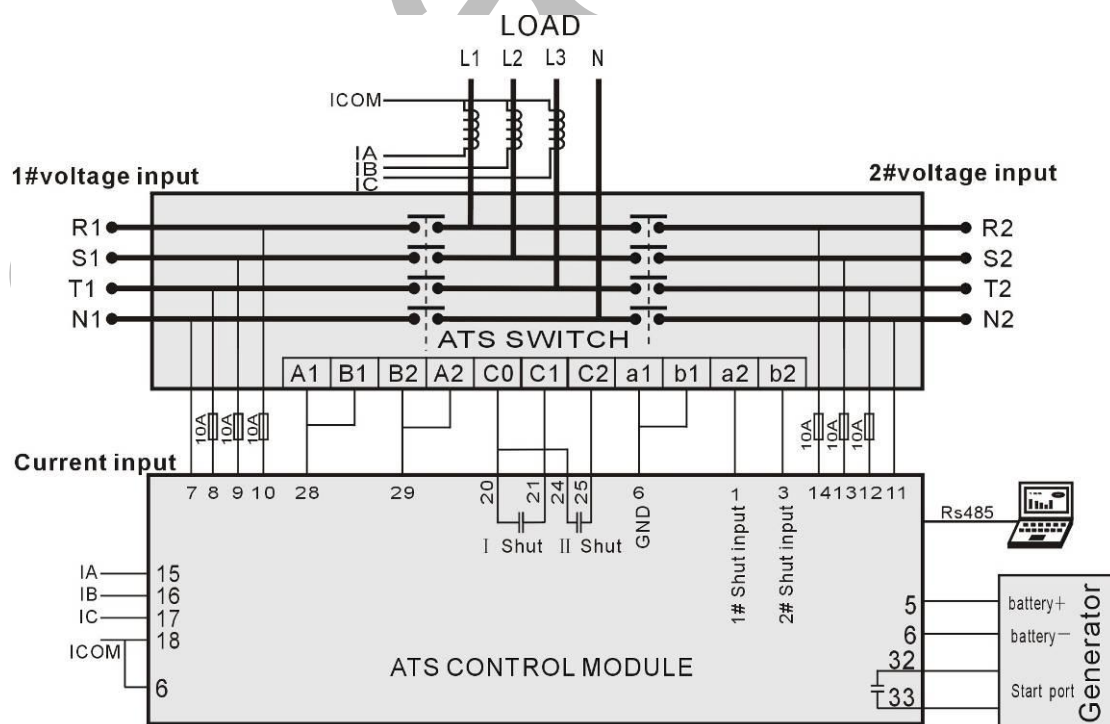 LOAD
L1 L2 L3 N
ICOM
IA
IB
IC
1#voltage input
2#voltage input
R1 R2
S1 S2
T1 T2
N1 N2
ATS SWITCH
A1 B1 B2 A2 C0 C1 C2 a1 b1 a2 b2
10A 10A 10A 10A 10A 10A
Current input
7 8 9 10 28 29 20 21 24 25 6 1 3 14 13 12 11
I Shut II Shut
GND
1# Shut input
2# Shut input
Rs485
IA 15
IB 16
IC 17
18
ICOM
6
ATS CONTROL MODULE
5 battery+
6 battery-
32
33
Start port
Generator